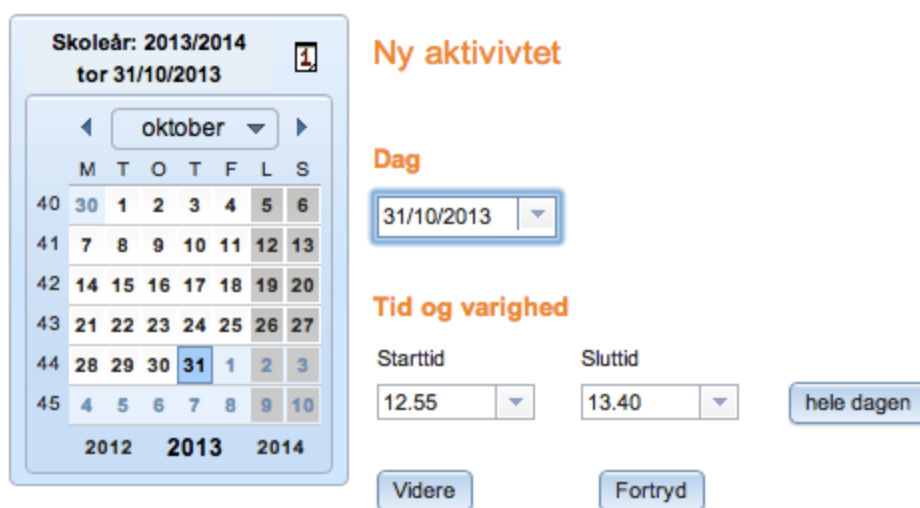 Skoleår: 2013/2014
tor 31/10/2013
1
oktober
M T O T F L S
40 30 1 2 3 4 5 6
41 7 8 9 10 11 12 13
42 14 15 16 17 18 19 20
43 21 22 23 24 25 26 27
44 28 29 30 31 1 2 3
45 4 5 6 7 8 9 10
2012 2013 2014
Ny aktivivtet
Dag
31/10/2013
Tid og varighed
Starttid Sluttid
12.55 13.40 hele dagen
Videre Fortryd